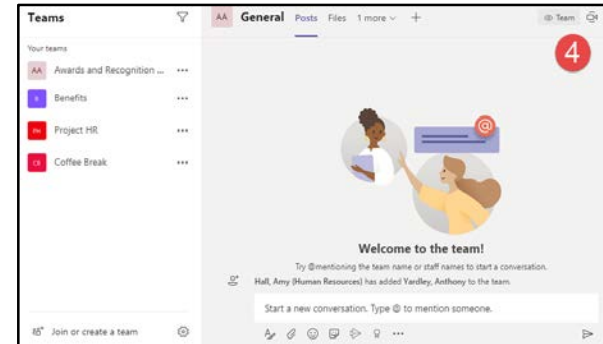 Teams
AA General Posts Files 1 more Team
4
Your teams
AA Awards and Recognition ...
B Benefits
PH Project HR
CB Coffee Break
@
Welcome to the team!
Try @mentioning the team name or staff names to start a conversation.
Hall, Amy (Human Resources) has added Yardley, Anthony to the team.
Start a new conversation. Type @ to mention someone.
Join or create a team